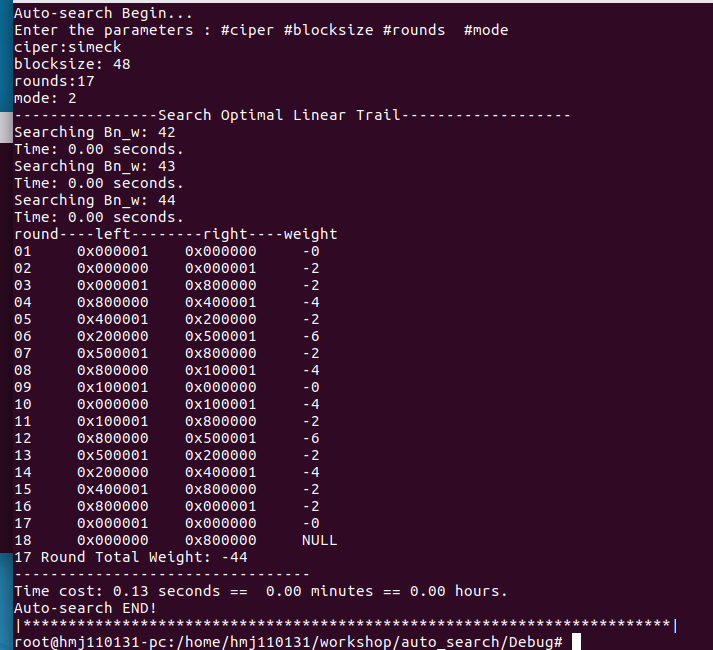 Auto-search Begin...
Enter the parameters : #ciper #blocksize #rounds  #mode
ciper:simeck
blocksize: 48
rounds:17
mode: 2
----------------Search Optimal Linear Trail-------------------
Searching Bn_w: 42
Time: 0.00 seconds.
Searching Bn_w: 43
Time: 0.00 seconds.
Searching Bn_w: 44
Time: 0.00 seconds.
round----left--------right----weight
01     0x000001    0x000000     -0
02     0x000000    0x000001     -2
03     0x000001    0x800000     -2
04     0x800000    0x400001     -4
05     0x400001    0x200000     -2
06     0x200000    0x500001     -6
07     0x500001    0x800000     -2
08     0x800000    0x100001     -4
09     0x100001    0x000000     -0
10     0x000000    0x100001     -4
11     0x100001    0x800000     -2
12     0x800000    0x500001     -6
13     0x500001    0x200000     -2
14     0x200000    0x400001     -4
15     0x400001    0x800000     -2
16     0x800000    0x000001     -2
17     0x000001    0x000000     -0
18     0x000000    0x800000     NULL
17 Round Total Weight: -44
---------------------------------
Time cost: 0.13 seconds ==  0.00 minutes == 0.00 hours.
Auto-search END!
|*************************************************************************|
root@hmj110131-pc:/home/hmj110131/workshop/auto_search/Debug#